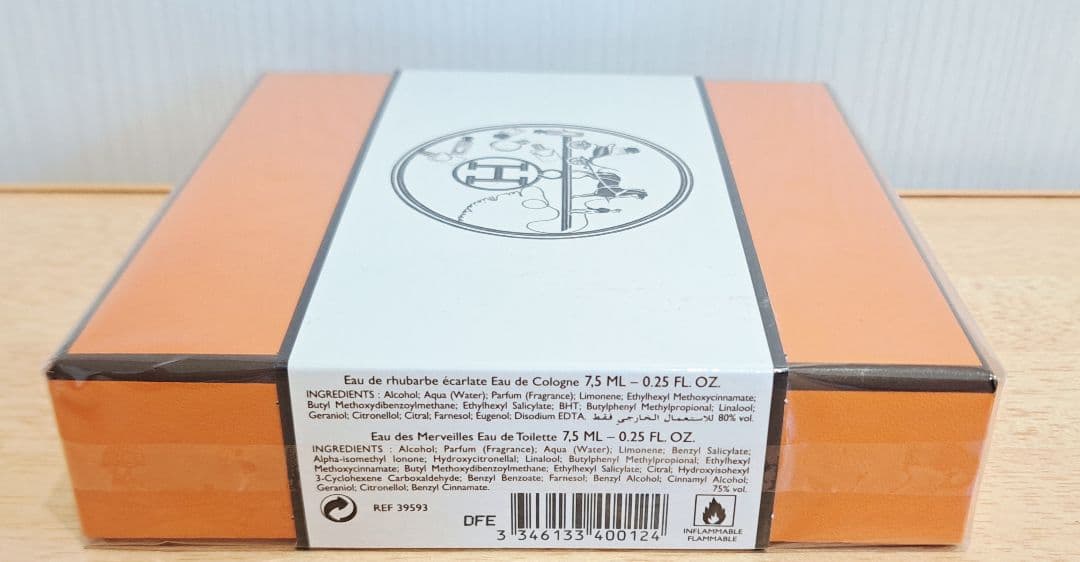 H
Eau de rhubarbe écarlate Eau de Cologne 7,5 ML – 0.25 FL. OZ.
INGREDIENTS : Alcohol; Aqua (Water); Parfum (Fragrance); Limonene; Ethylhexyl Methoxycinnamate;
Butyl Methoxydibenzoylmethane; Ethylhexyl Salicylate; BHT; Butylphenyl Methylpropional; Linalool;
Geraniol; Citronellol; Citral; Farnesol; Eugenol; Disodium EDTA. للاستعمال الخارجي فقط 80% vol.
Eau des Merveilles Eau de Toilette 7,5 ML – 0.25 FL. OZ.
INGREDIENTS : Alcohol; Parfum (Fragrance); Aqua (Water); Limonene; Benzyl Salicylate;
Alpha-isomethyl Ionone; Hydroxycitronellal; Linalool; Butylphenyl Methylpropional; Ethylhexyl
Methoxycinnamate; Butyl Methoxydibenzoylmethane; Ethylhexyl Salicylate; Citral; Hydroxyisohexyl
3-Cyclohexene Carboxaldehyde; Benzyl Benzoate; Farnesol; Benzyl Alcohol; Cinnamyl Alcohol;
Geraniol; Citronellol; Benzyl Cinnamate. 75% vol.
REF 39593
DFE
3 346133 400124
INFLAMMABLE
FLAMMABLE